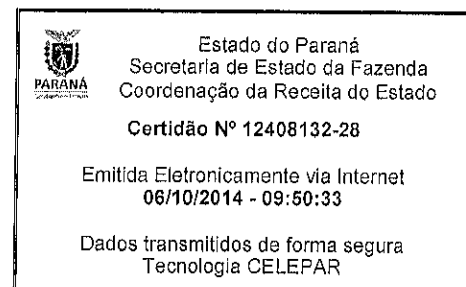 Estado do Paraná
Secretaria de Estado da Fazenda
Coordenação da Receita do Estado
PARANÁ
Certidão Nº 12408132-28
Emitida Eletronicamente via Internet
06/10/2014 - 09:50:33
Dados transmitidos de forma segura
Tecnologia CELEPAR